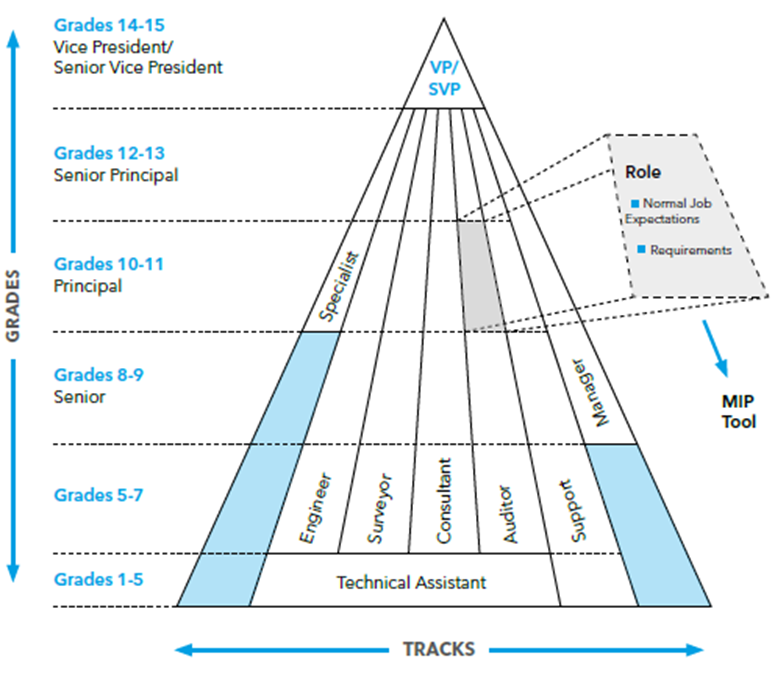 Grades 14-15
Vice President/
Senior Vice President
VP/
SVP
Grades 12-13
Senior Principal
Role
Normal Job
Expectations
Requirements
Grades 10-11
Principal
Specialist
GRADES
Grades 8-9
Senior
Manager
MIP
Tool
Grades 5-7
Engineer
Surveyor
Consultant
Auditor
Support
Grades 1-5
Technical Assistant
TRACKS